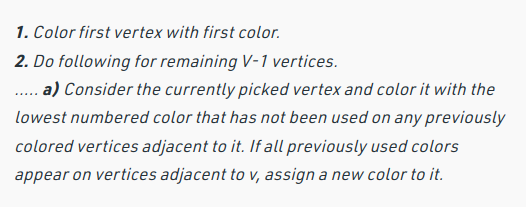 1. Color first vertex with first color.
2. Do following for remaining V-1 vertices.
..... a) Consider the currently picked vertex and color it with the
lowest numbered color that has not been used on any previously
colored vertices adjacent to it. If all previously used colors
appear on vertices adjacent to v, assign a new color to it.